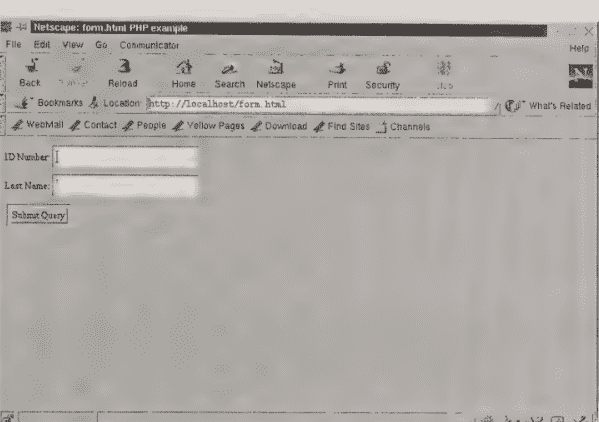 Netscape: form.html PHP example
File Edit View Go Communicator Help
Back Reload Home Search Netscape Print Security
Bookmarks Location http://localhost/form.html What's Related
WebMail Contact People Yellow Pages Download Find Sites Channels
ID Number
Last Name:
Submit Query